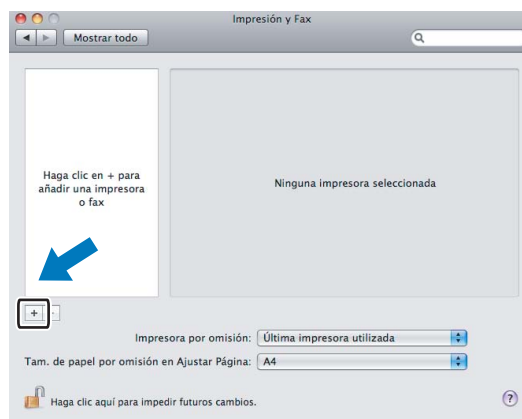 Impresión y Fax
Mostrar todo
Haga clic en + para
añadir una impresora
o fax
Ninguna impresora seleccionada
+ -
Impresora por omisión: Última impresora utilizada
Tam. de papel por omisión en Ajustar Página: A4
Haga clic aquí para impedir futuros cambios.
?